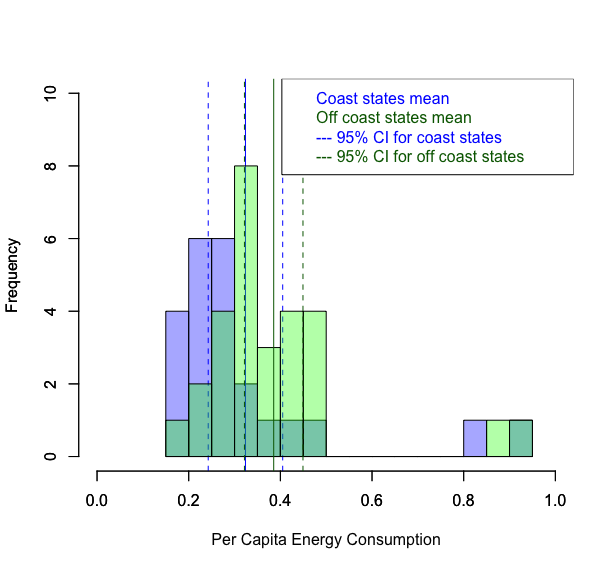 Coast states mean
Off coast states mean
--- 95% CI for coast states
--- 95% CI for off coast states
Frequency
10
8
6
4
2
0
0.0 0.2 0.4 0.6 0.8 1.0
Per Capita Energy Consumption